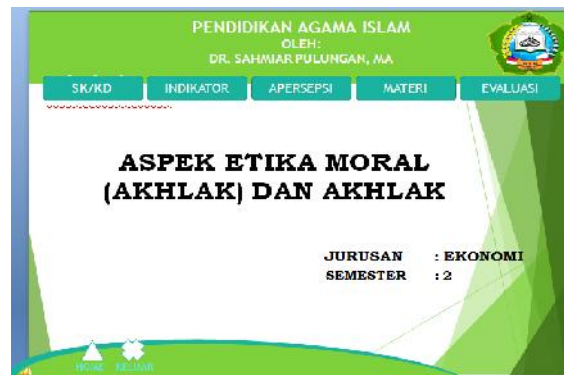 PENDIDIKAN AGAMA ISLAM
OLEH:
DR. SAHMIAR PULUNGAN, MA
SK/KD INDIKATOR APERSEPSI MATERI EVALUASI
ASPEK ETIKA MORAL
(AKHLAK) DAN AKHLAK
JURUSAN : EKONOMI
SEMESTER : 2
HOME KELUAR